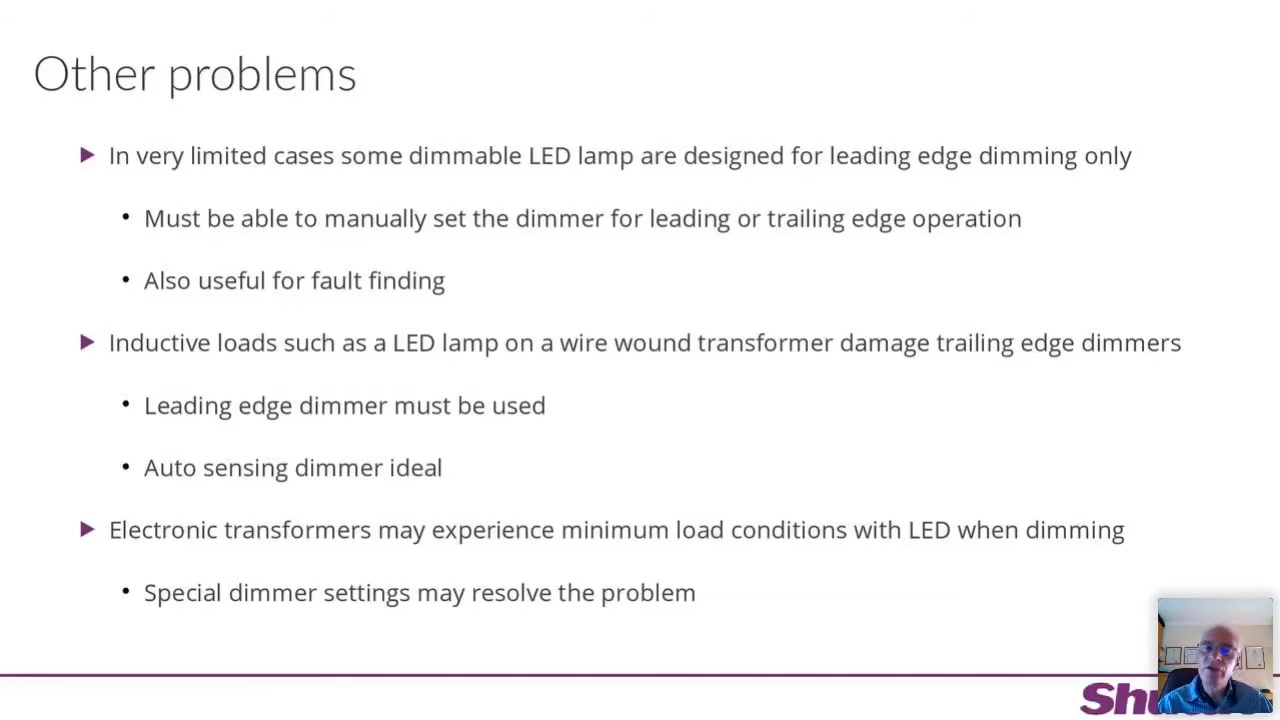 Other problems
In very limited cases some dimmable LED lamp are designed for leading edge dimming only
Must be able to manually set the dimmer for leading or trailing edge operation
Also useful for fault finding
Inductive loads such as a LED lamp on a wire wound transformer damage trailing edge dimmers
Leading edge dimmer must be used
Auto sensing dimmer ideal
Electronic transformers may experience minimum load conditions with LED when dimming
Special dimmer settings may resolve the problem